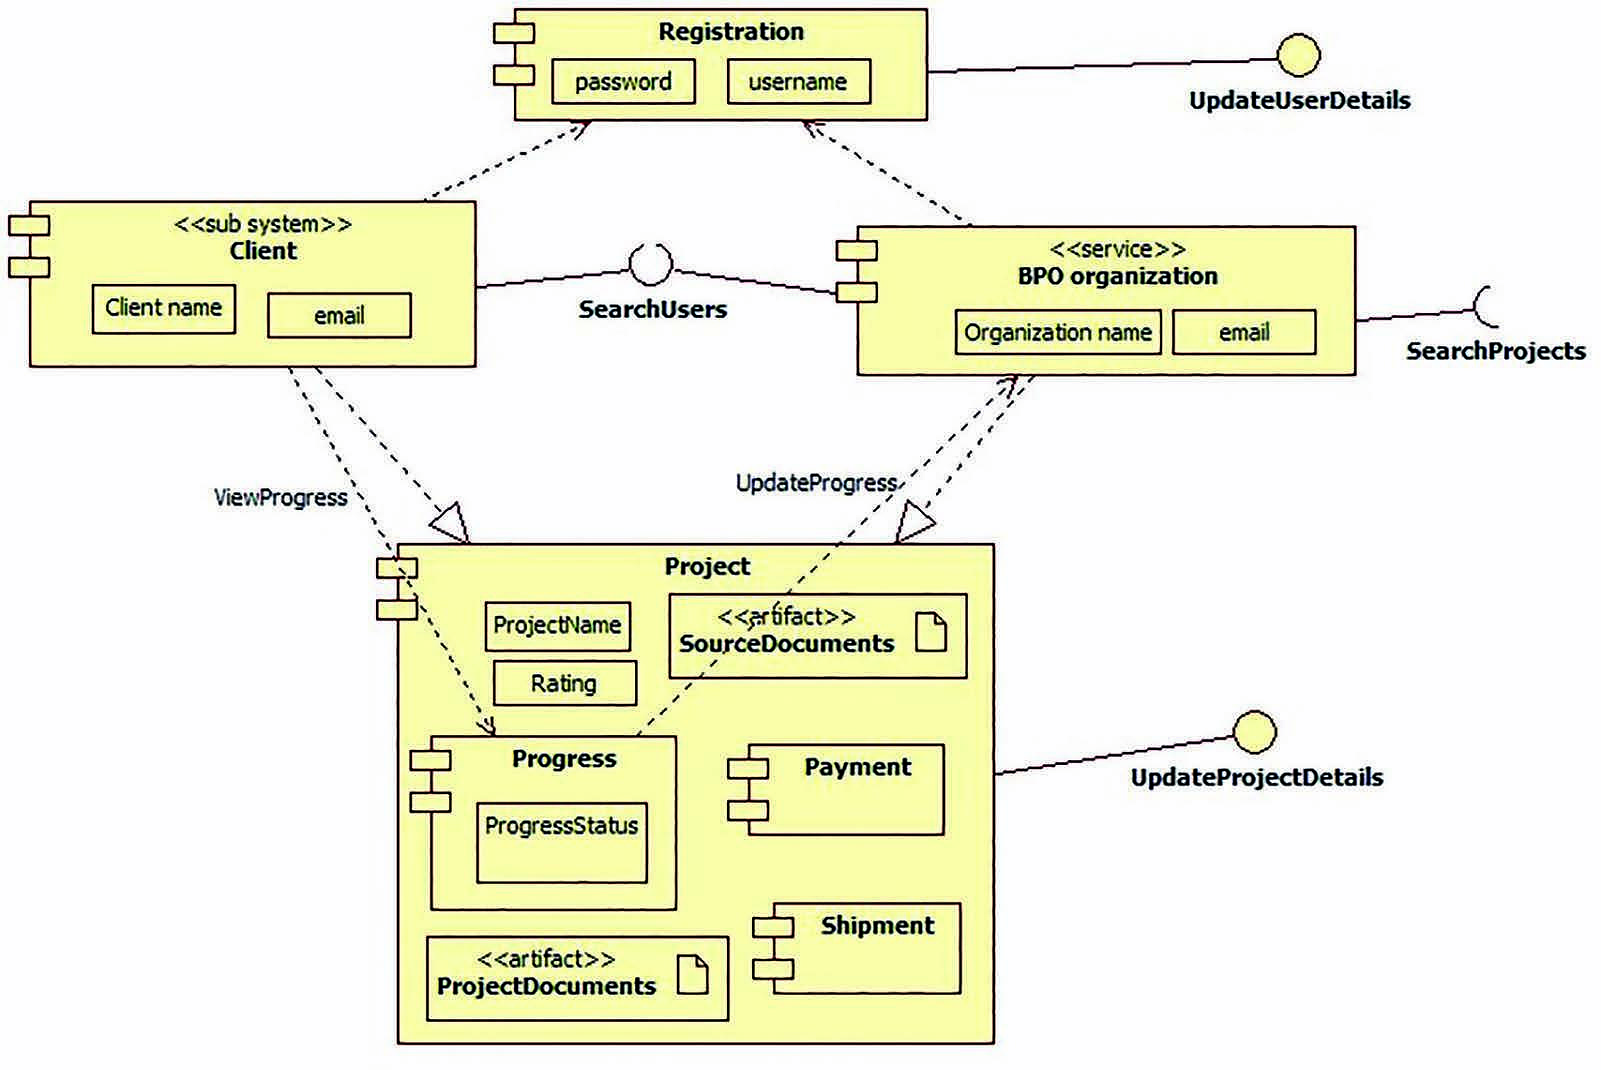 Registration
password
username
UpdateUserDetails
<<sub system>>
Client
Client name
email
SearchUsers
<<service>>
BPO organization
Organization name
email
SearchProjects
ViewProgress
UpdateProgress
Project
ProjectName
<<artifact>>
SourceDocuments
Rating
Progress
ProgressStatus
Payment
UpdateProjectDetails
Shipment
<<artifact>>
ProjectDocuments